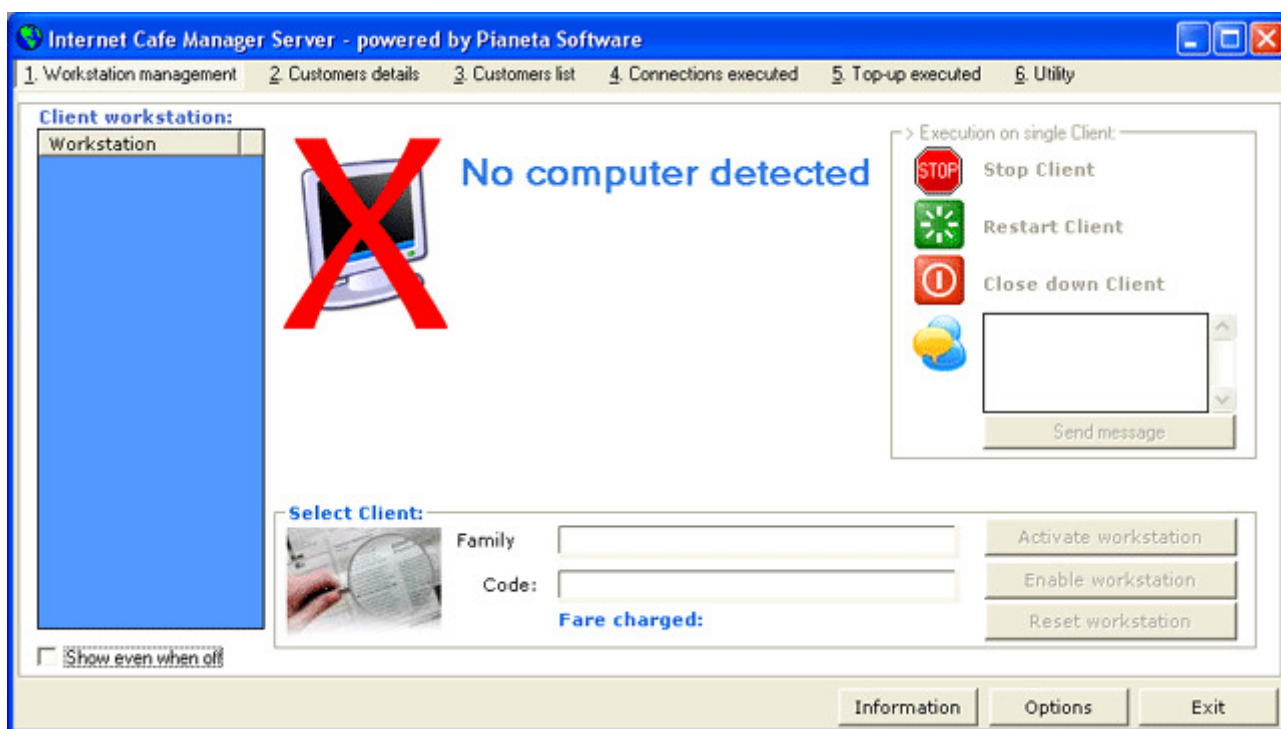 Internet Cafe Manager Server - powered by Pianeta Software
1. Workstation management 2. Customers details 3. Customers list 4. Connections executed 5. Top-up executed 6. Utility
Client workstation:
Workstation
No computer detected
> Execution on single Client:
STOP
Stop Client
Restart Client
Close down Client
Send message
Select Client:
Family
Code:
Fare charged:
Activate workstation
Enable workstation
Reset workstation
Show even when off
Information
Options
Exit